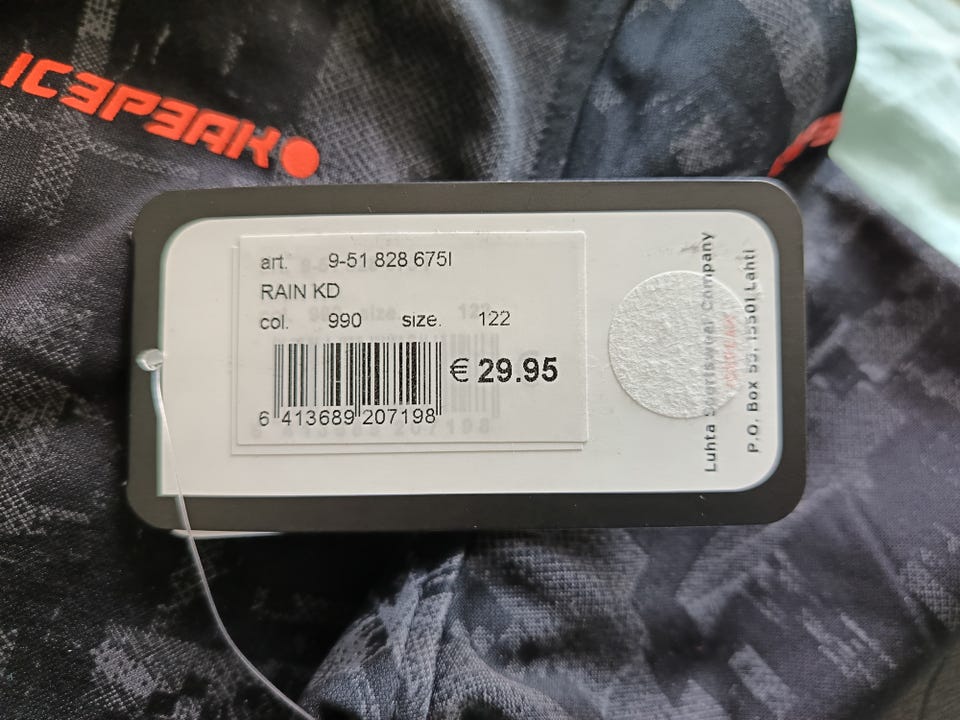 ICEPEAK
art. 9-51 828 675I
RAIN KD
col. 990 size. 122
€ 29.95
6 413689 207198
Luhta Sportswear Company
P.O. Box 55, 15501 Lahti